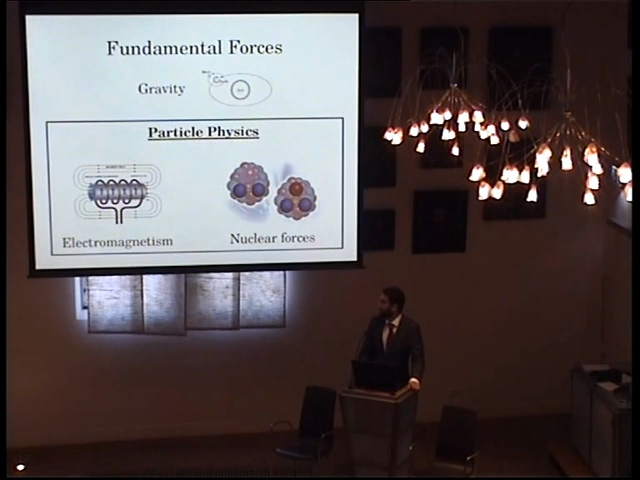 Fundamental Forces
Gravity
Particle Physics
Electromagnetism
Nuclear forces